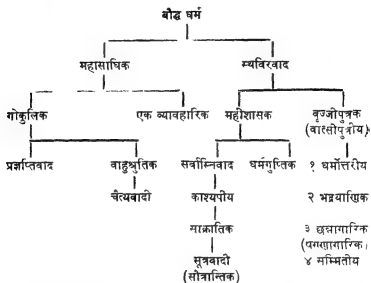 बौद्ध धर्म
महासाघिक स्थविरवाद
गोकुलिक एक व्यावहारिक महीशासक वृज्जीपुत्रक
(वात्सीपुत्रीय)
प्रज्ञप्तिवाद वाहुश्रुतिक सर्वास्तिवाद धर्मगुप्तिक १ धर्मोत्तरीय
चैत्यवादी काश्यपीय २ भद्रयाणिक
साक्रातिक ३ छन्नागारिक
(षण्णागारिक)
सूत्रवादी ४ सम्मितीय
(सौत्रान्तिक)